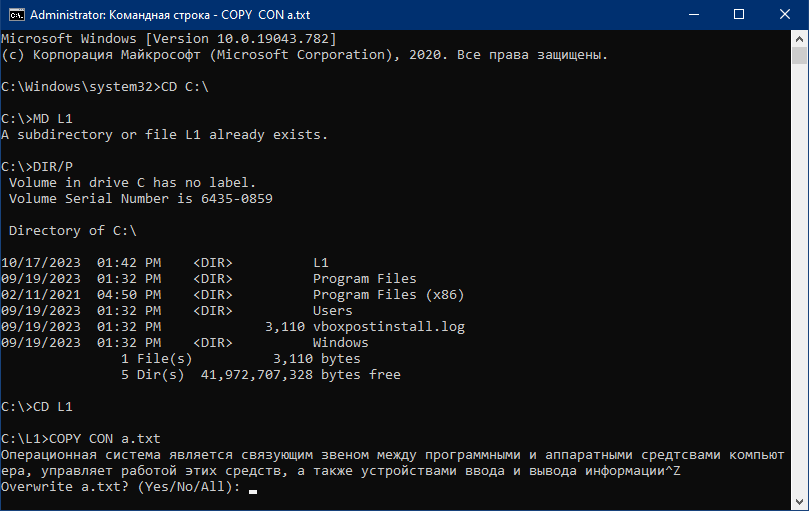 Administrator: Командная строка - COPY  CON a.txt
Microsoft Windows [Version 10.0.19043.782]
(c) Корпорация Майкрософт (Microsoft Corporation), 2020. Все права защищены.
C:\Windows\system32>CD C:\
C:\>MD L1
A subdirectory or file L1 already exists.
C:\>DIR/P
 Volume in drive C has no label.
 Volume Serial Number is 6435-0859
 Directory of C:\
10/17/2023  01:42 PM    <DIR>          L1
09/19/2023  01:32 PM    <DIR>          Program Files
02/11/2021  04:50 PM    <DIR>          Program Files (x86)
09/19/2023  01:32 PM    <DIR>          Users
09/19/2023  01:32 PM             3,110 vboxpostinstall.log
09/19/2023  01:32 PM    <DIR>          Windows
               1 File(s)          3,110 bytes
               5 Dir(s)  41,972,707,328 bytes free
C:\>CD L1
C:\L1>COPY CON a.txt
Операционная система является связующим звеном между программными и аппаратными средтсвами компьют
ера, управляет работой этих средств, а также устройствами ввода и вывода информации^Z
Overwrite a.txt? (Yes/No/All):